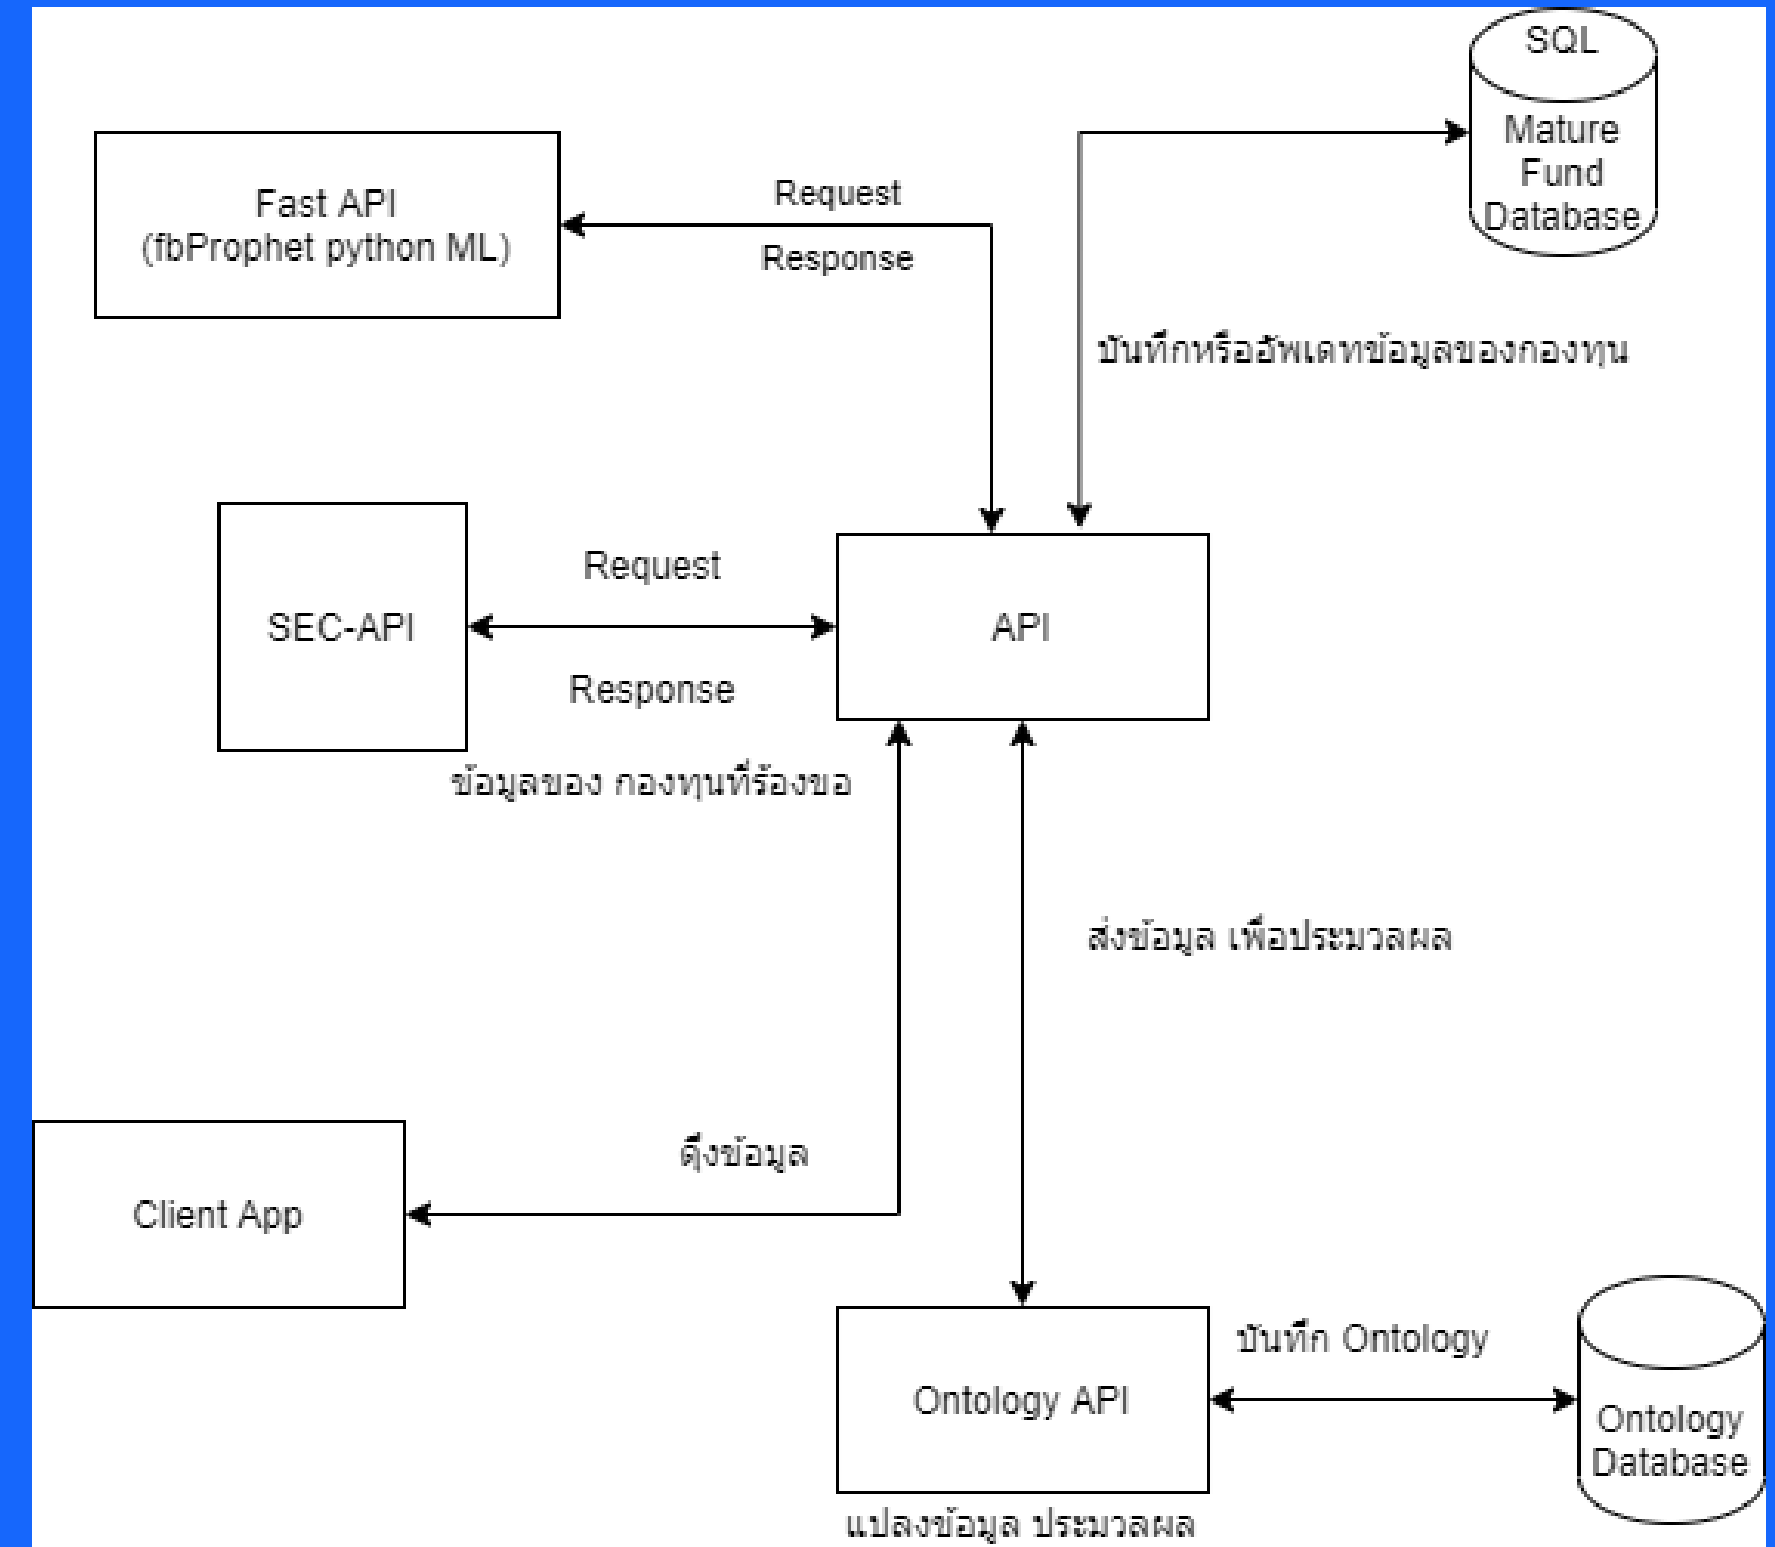 SQL
Mature
Fund
Database
Fast API
(fbProphet python ML)
Request
Response
บันทึกหรืออัพเดทข้อมูลของกองทุน
SEC-API
Request
Response
API
ข้อมูลของ กองทุนที่ร้องขอ
ส่งข้อมูล เพื่อประมวลผล
ดึงข้อมูล
Client App
บันทึก Ontology
Ontology API
Ontology
Database
แปลงข้อมูล ประมวลผล